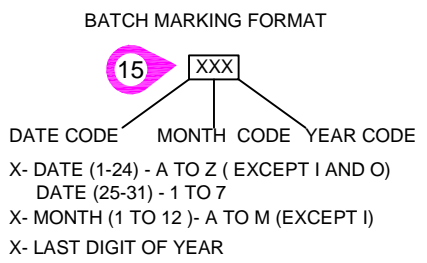 BATCH MARKING FORMAT
15 XXX
DATE CODE MONTH CODE YEAR CODE
X- DATE (1-24) - A TO Z ( EXCEPT I AND O)
DATE (25-31) - 1 TO 7
X- MONTH (1 TO 12 )- A TO M (EXCEPT I)
X- LAST DIGIT OF YEAR